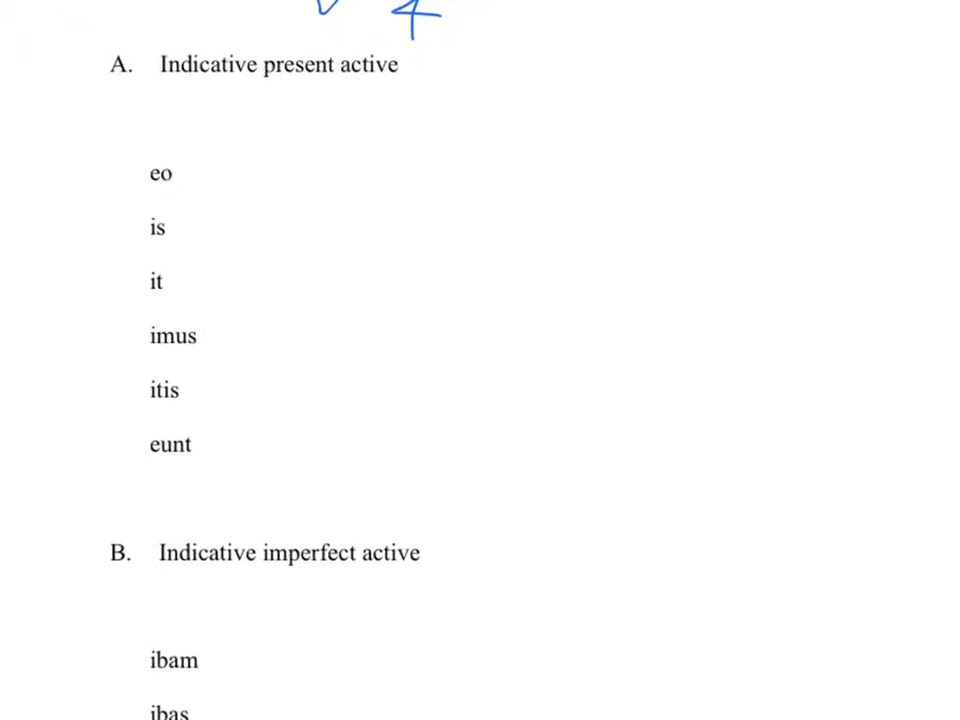 A. Indicative present active
eo
is
it
imus
itis
eunt
B. Indicative imperfect active
ibam
ibas